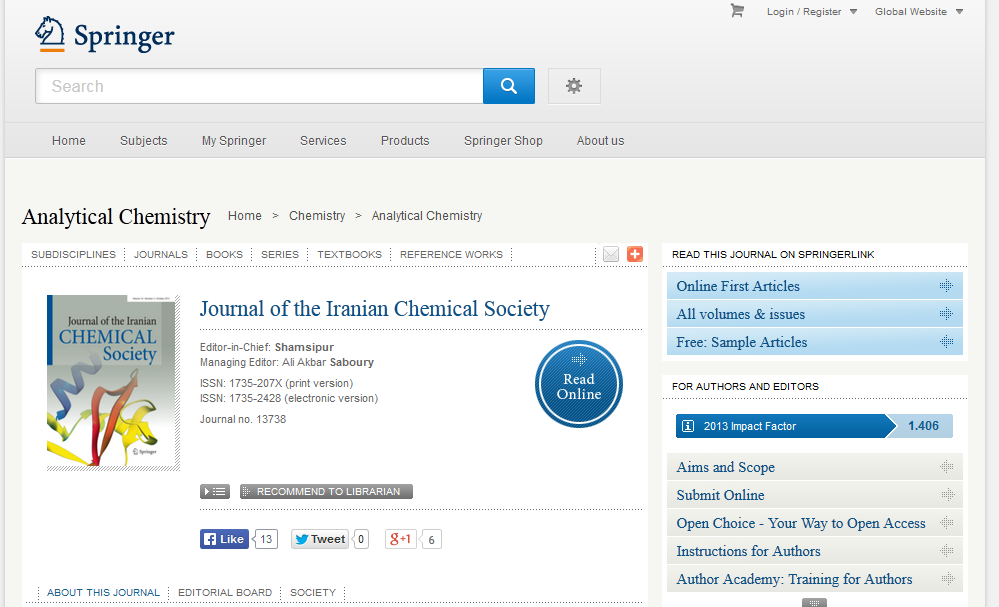 Login / Register
Global Website
Springer
Search
Home
Subjects
My Springer
Services
Products
Springer Shop
About us
Analytical Chemistry
Home > Chemistry > Analytical Chemistry
SUBDISCIPLINES
JOURNALS
BOOKS
SERIES
TEXTBOOKS
REFERENCE WORKS
Journal of the Iranian
CHEMICAL
Society
Springer
Journal of the Iranian Chemical Society
Editor-in-Chief: Shamsipur
Managing Editor: Ali Akbar Saboury
ISSN: 1735-207X (print version)
ISSN: 1735-2428 (electronic version)
Journal no. 13738
Read
Online
RECOMMEND TO LIBRARIAN
Like 13
Tweet 0
g+1 6
ABOUT THIS JOURNAL
EDITORIAL BOARD
SOCIETY
READ THIS JOURNAL ON SPRINGERLINK
Online First Articles
All volumes & issues
Free: Sample Articles
FOR AUTHORS AND EDITORS
2013 Impact Factor 1.406
Aims and Scope
Submit Online
Open Choice - Your Way to Open Access
Instructions for Authors
Author Academy: Training for Authors